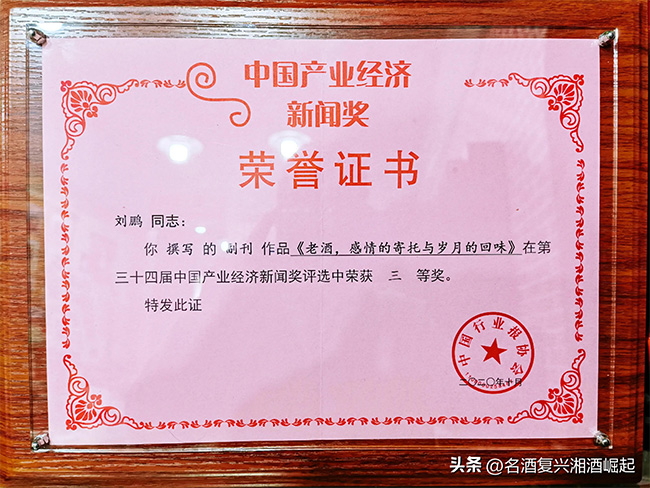 中国产业经济
新闻奖
荣誉证书
刘鹏 同志：
你 撰写 的 副刊 作品《老酒，感情的寄托与岁月的回味》在第
三十四届中国产业经济新闻奖评选中荣获 三 等奖。
特发此证
中国行业报协会
二〇二〇年十月
头条 @名酒复兴湘酒崛起